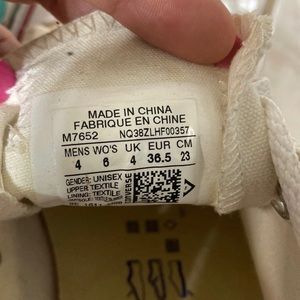 MADE IN CHINA
FABRIQUE EN CHINE
M7652 NQ38ZLHF00357
MENS WO'S UK EUR CM
4 6 4 36.5 23
GENDER: UNISEX
UPPER TEXTILE
LINING: TEXTILE
CONVERSE